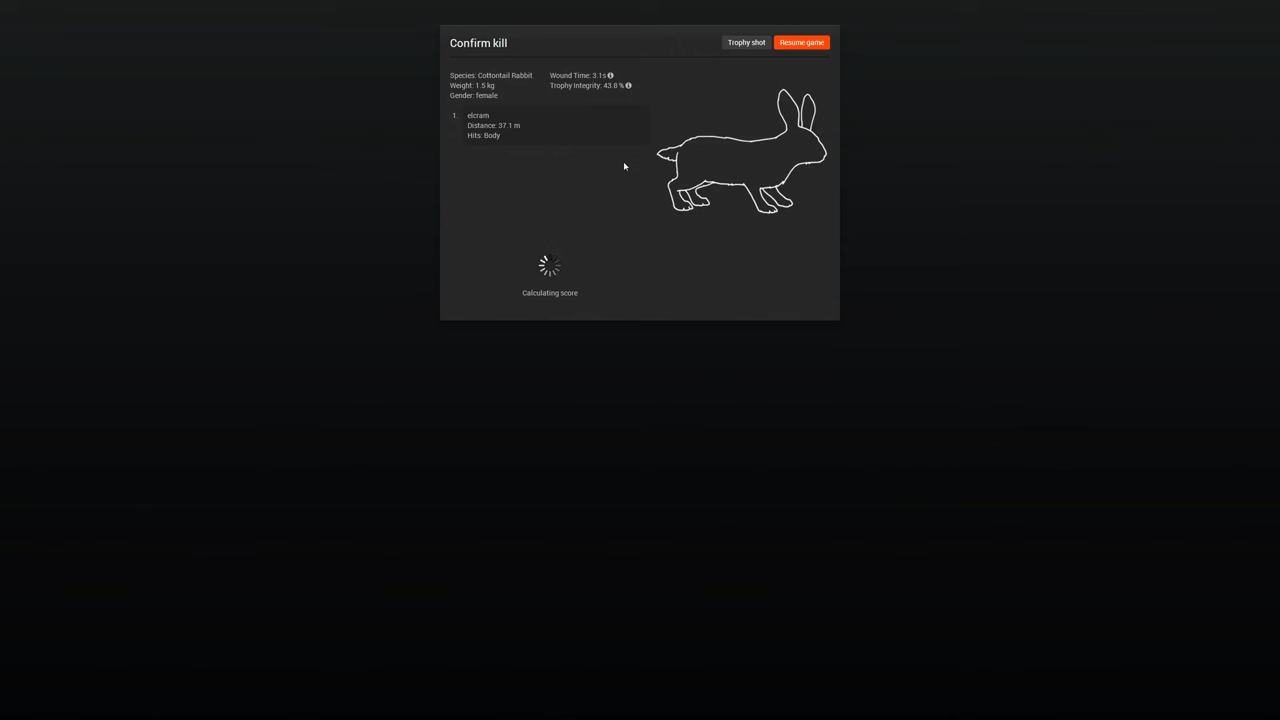 Confirm kill
Trophy shot
Resume game
Species: Cottontail Rabbit
Weight: 1.5 kg
Gender: female
Wound Time: 3.1s
Trophy Integrity: 43.8 %
1.
elcram
Distance: 37.1 m
Hits: Body
Calculating score